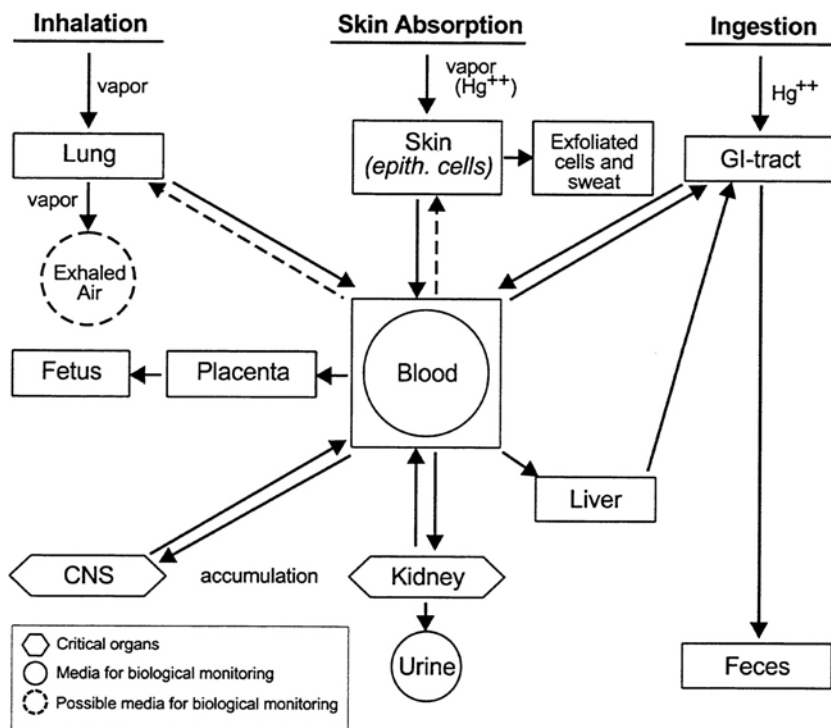 Inhalation
Skin Absorption
Ingestion
vapor
vapor
(Hg++)
Hg++
Lung
Skin
(epith. cells)
Exfoliated
cells and
sweat
GI-tract
vapor
Exhaled
Air
Fetus
Placenta
Blood
Liver
CNS
accumulation
Kidney
Urine
Feces
Critical organs
Media for biological monitoring
Possible media for biological monitoring